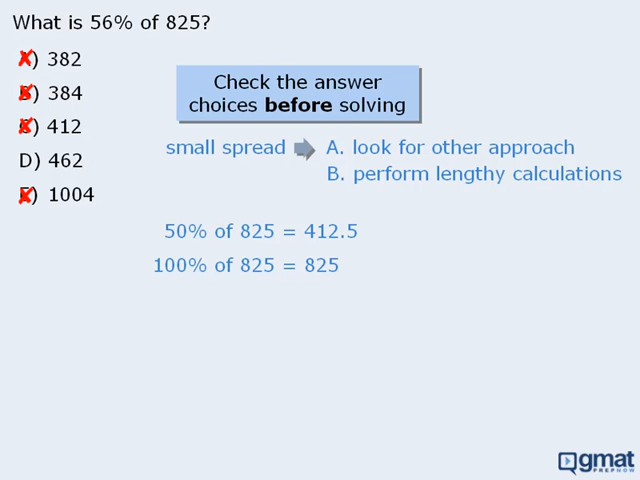 What is 56% of 825?
A) 382
B) 384
C) 412
D) 462
E) 1004
Check the answer
choices before solving
small spread
A. look for other approach
B. perform lengthy calculations
50% of 825 = 412.5
100% of 825 = 825
gmat
PREPNOW